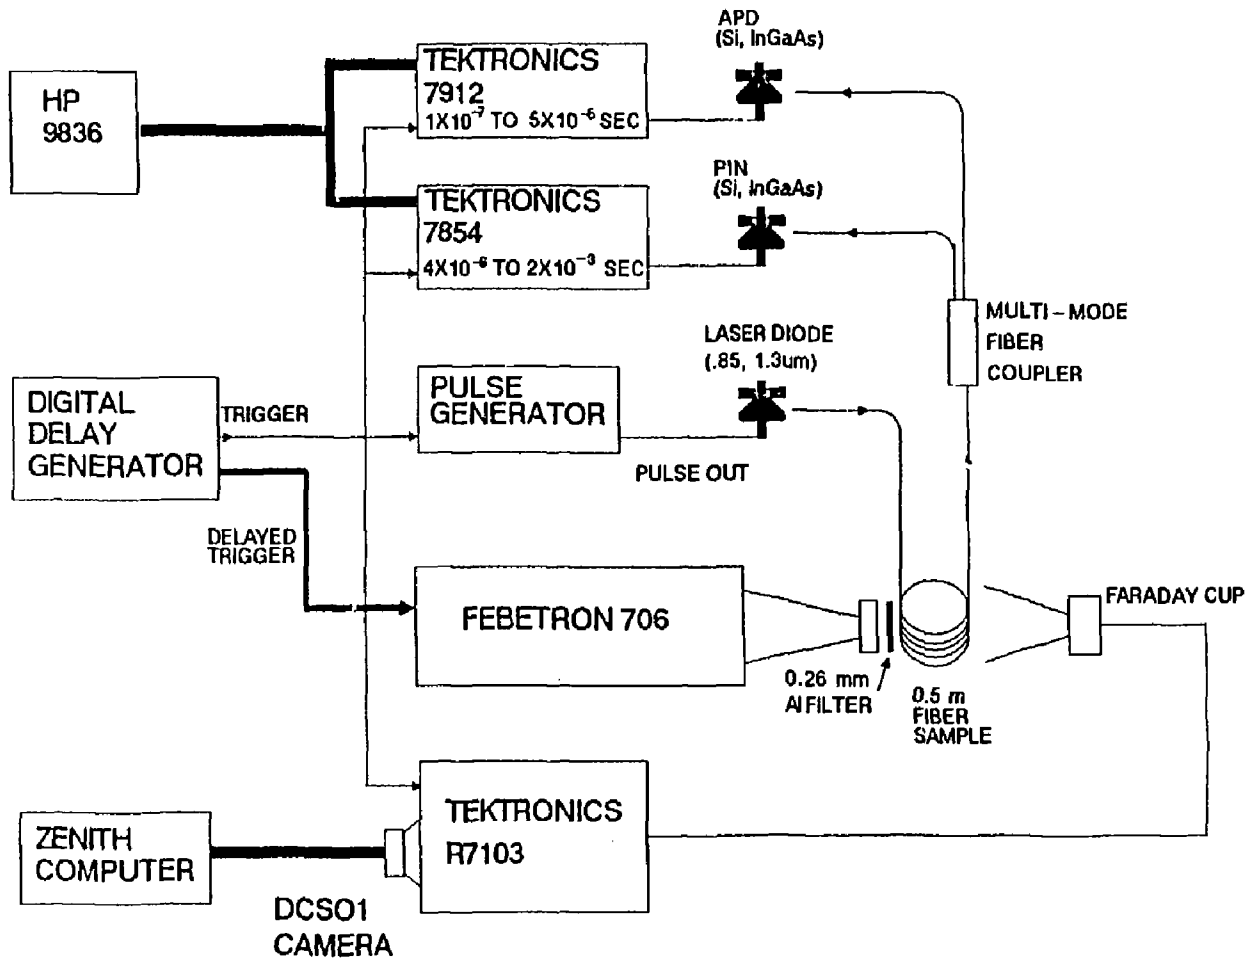 APD
(Si, InGaAs)
HP
9836
TEKTRONICS
7912
1X10⁻⁷ TO 5X10⁻⁶ SEC
PIN
(Si, InGaAs)
TEKTRONICS
7854
4X10⁻⁶ TO 2X10⁻³ SEC
MULTI-MODE
FIBER
COUPLER
LASER DIODE
(.85, 1.3um)
DIGITAL
DELAY
GENERATOR
TRIGGER
PULSE
GENERATOR
PULSE OUT
DELAYED
TRIGGER
FEBETRON 706
FARADAY CUP
0.26 mm
Al FILTER
0.5 m
FIBER
SAMPLE
TEKTRONICS
R7103
ZENITH
COMPUTER
DCSO1
CAMERA